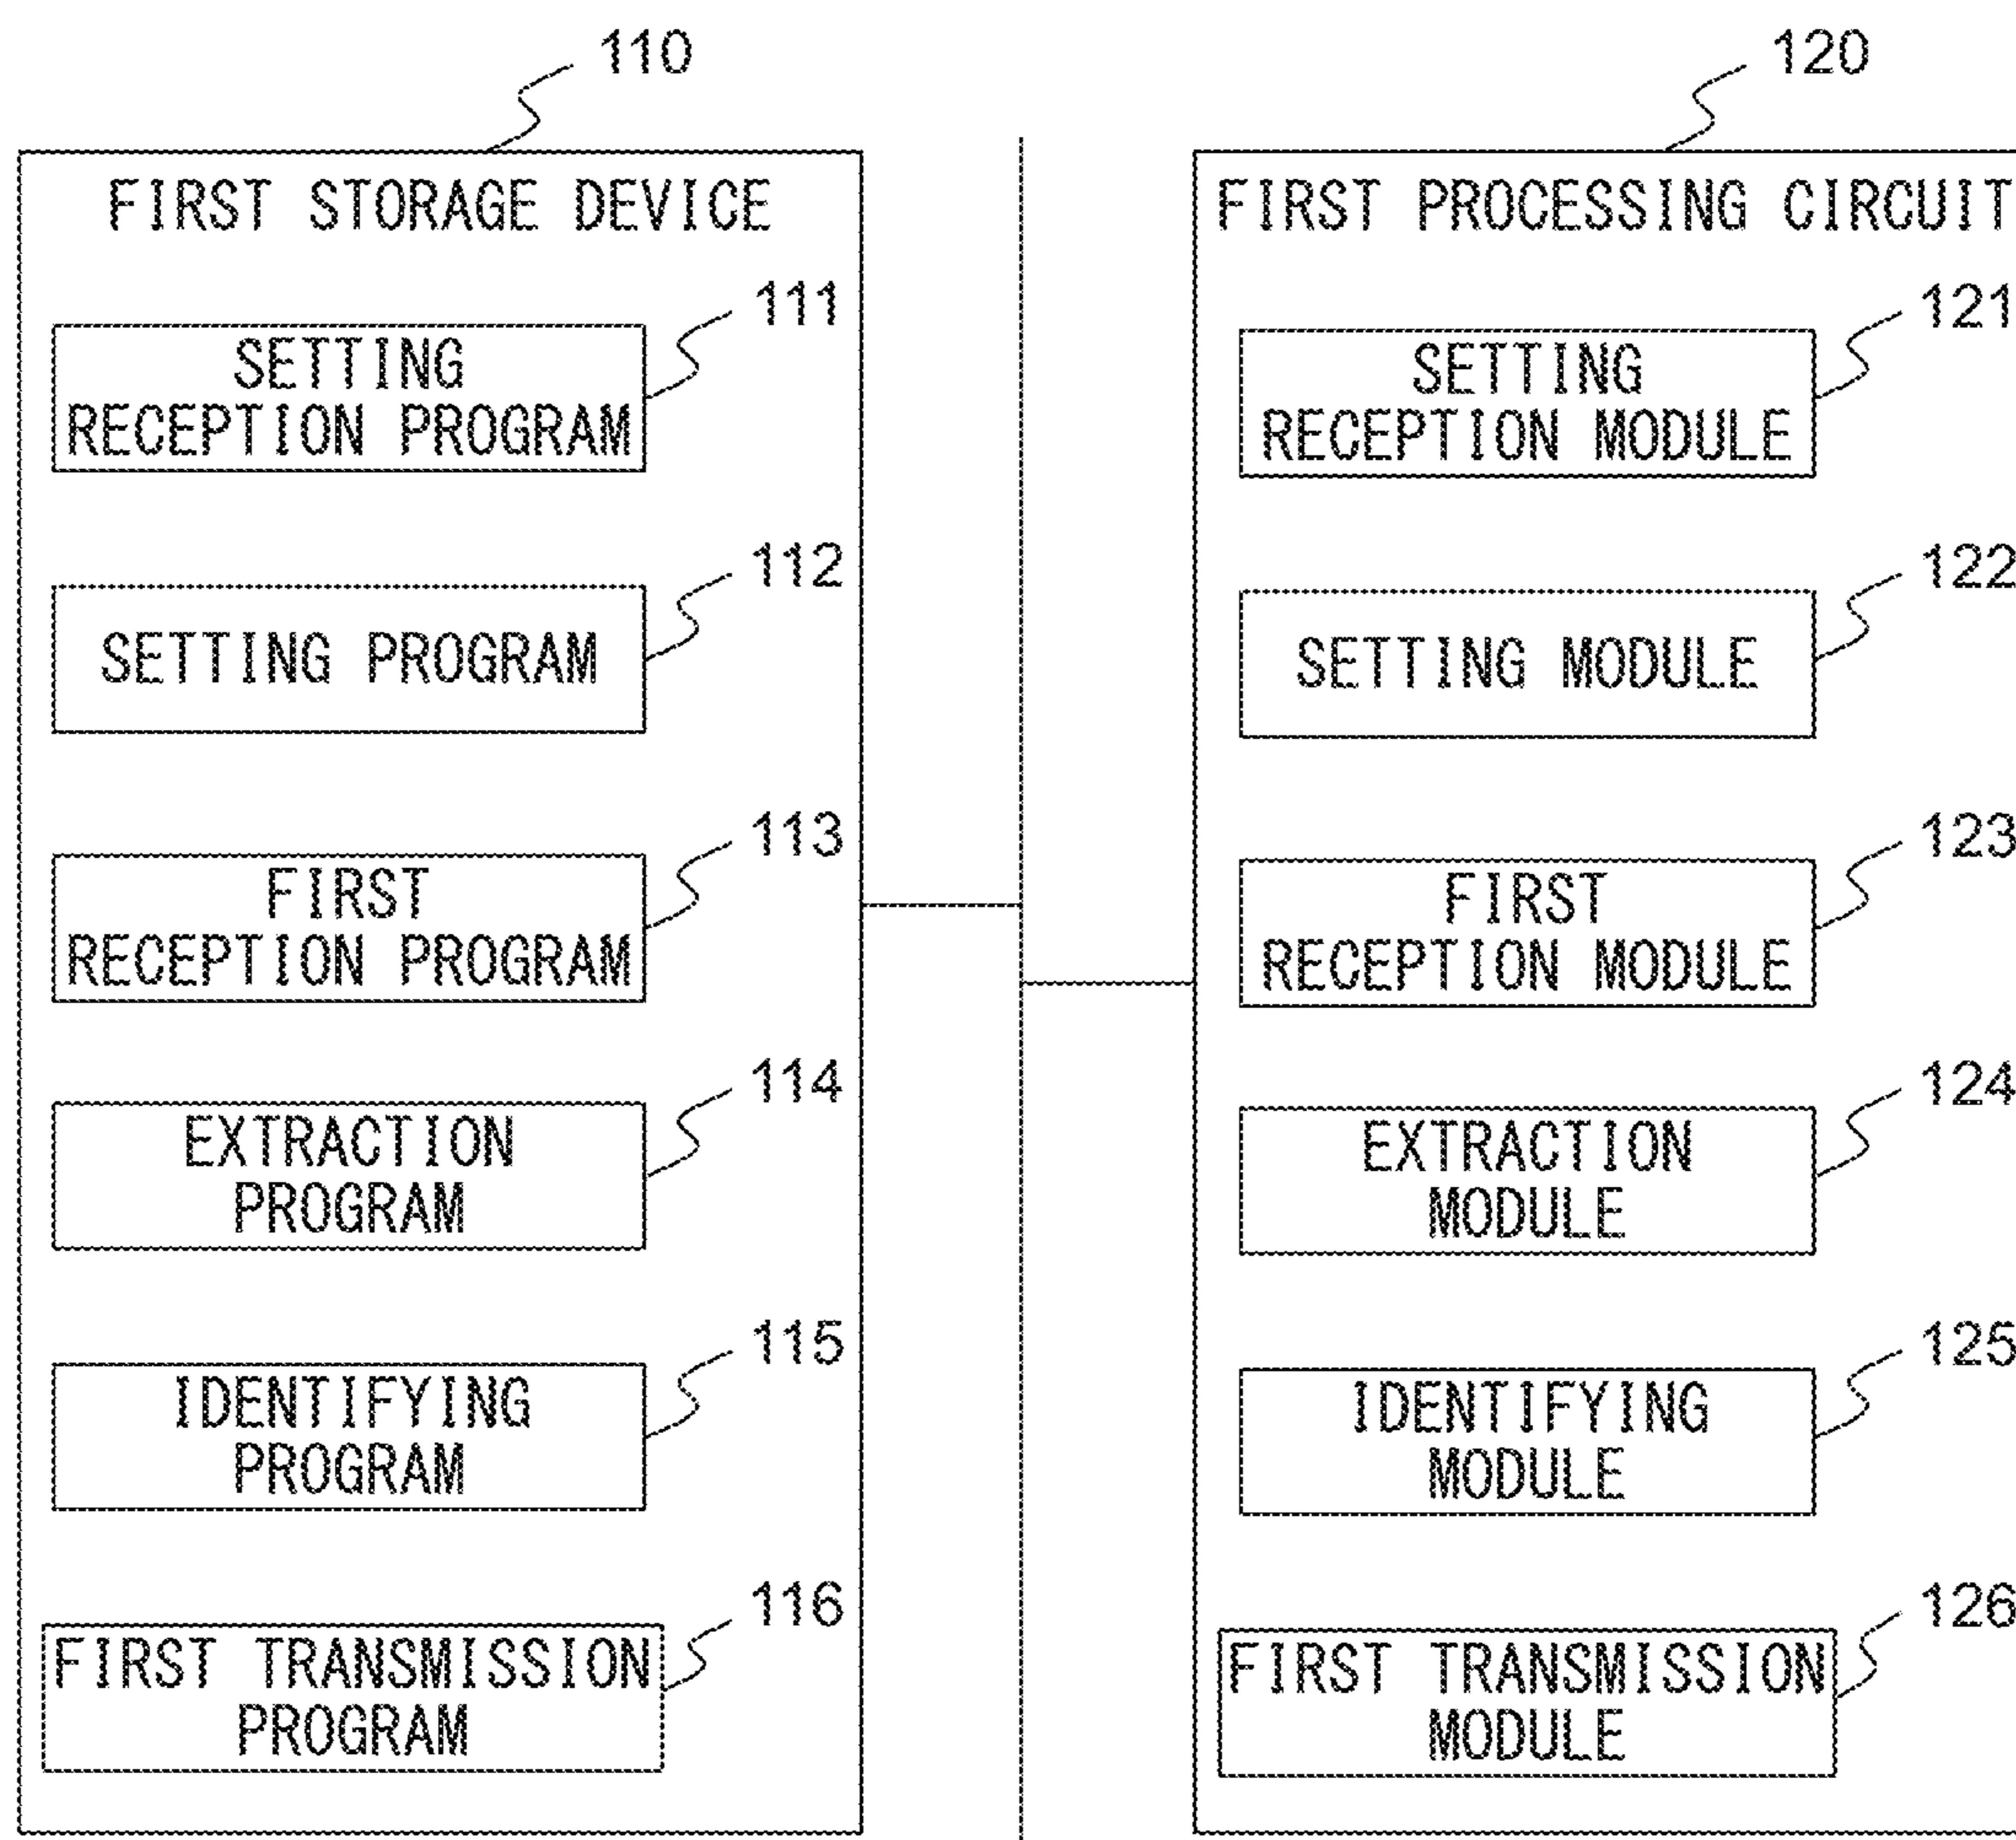 110
FIRST STORAGE DEVICE
111
SETTING
RECEPTION PROGRAM
112
SETTING PROGRAM
113
FIRST
RECEPTION PROGRAM
114
EXTRACTION
PROGRAM
115
IDENTIFYING
PROGRAM
116
FIRST TRANSMISSION
PROGRAM
120
FIRST PROCESSING CIRCUIT
121
SETTING
RECEPTION MODULE
122
SETTING MODULE
123
FIRST
RECEPTION MODULE
124
EXTRACTION
MODULE
125
IDENTIFYING
MODULE
126
FIRST TRANSMISSION
MODULE